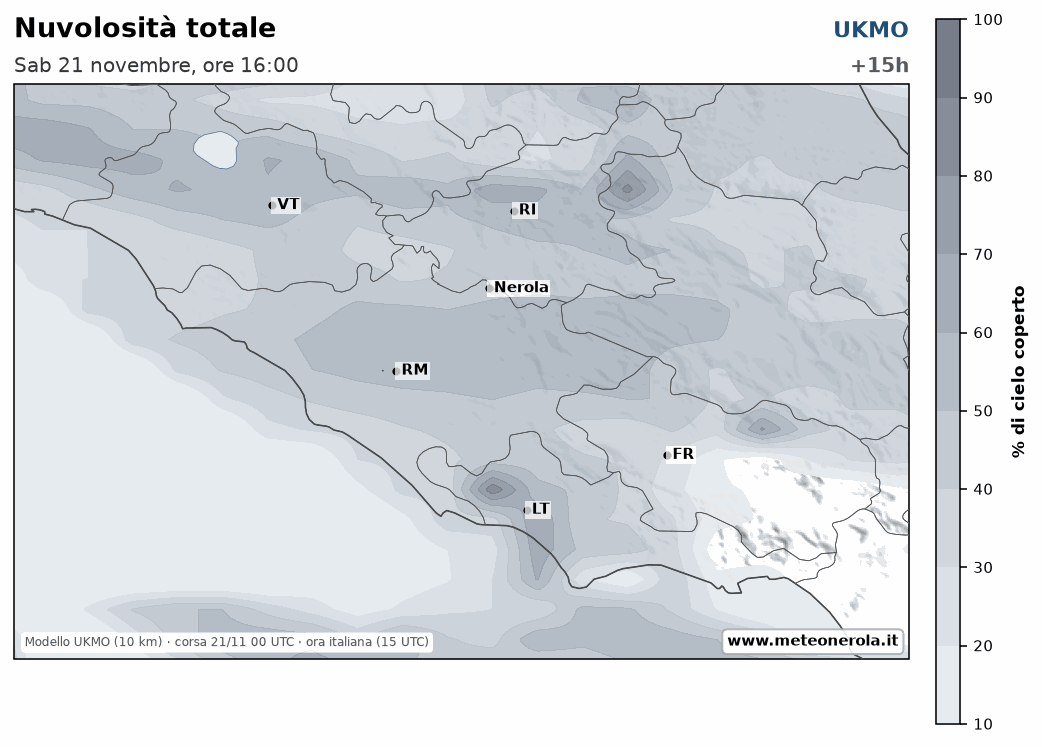 Nuvolosità totale
UKMO
Sab 21 novembre, ore 16:00
+15h
VT
RI
Nerola
RM
FR
LT
Modello UKMO (10 km) · corsa 21/11 00 UTC · ora italiana (15 UTC)
www.meteonerola.it
100
90
80
70
60
50
40
30
20
10
% di cielo coperto